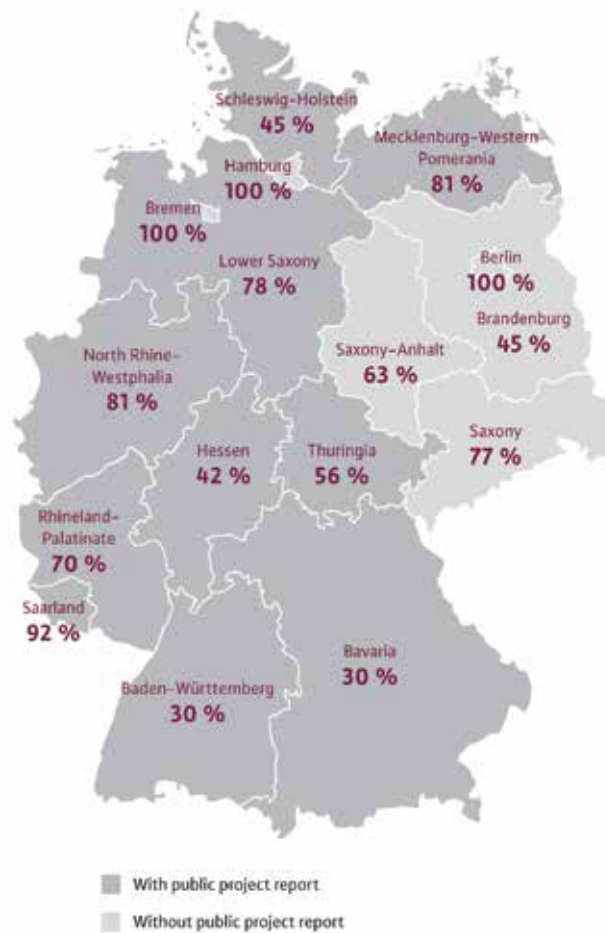 Schleswig-Holstein
45 %
Mecklenburg-Western
Pomerania
81 %
Hamburg
100 %
Bremen
100 %
Lower Saxony
78 %
Berlin
100 %
Brandenburg
45 %
Saxony-Anhalt
63 %
North Rhine-
Westphalia
81 %
Saxony
77 %
Hessen
42 %
Thuringia
56 %
Rhineland-
Palatinate
70 %
Saarland
92 %
Bavaria
30 %
Baden-Württemberg
30 %
With public project report
Without public project report